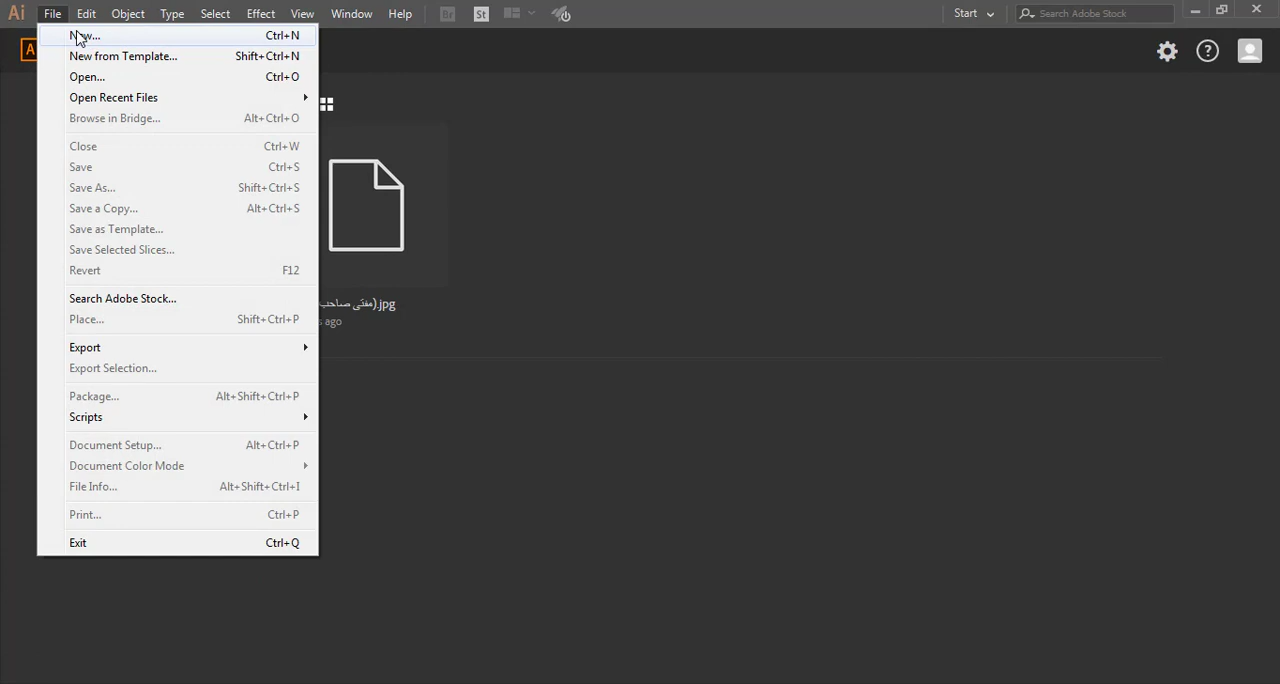 Ai File Edit Object Type Select Effect View Window Help Br St Start Search Adobe Stock
New... Ctrl+N
New from Template... Shift+Ctrl+N
Open... Ctrl+O
Open Recent Files
Browse in Bridge... Alt+Ctrl+O
Close Ctrl+W
Save Ctrl+S
Save As... Shift+Ctrl+S
Save a Copy... Alt+Ctrl+S
Save as Template...
Save Selected Slices...
Revert F12
Search Adobe Stock...
Place... Shift+Ctrl+P
Export
Export Selection...
Package... Alt+Shift+Ctrl+P
Scripts
Document Setup... Alt+Ctrl+P
Document Color Mode
File Info... Alt+Shift+Ctrl+I
Print... Ctrl+P
Exit Ctrl+Q
(مفتی صاحب.jpg
s ago